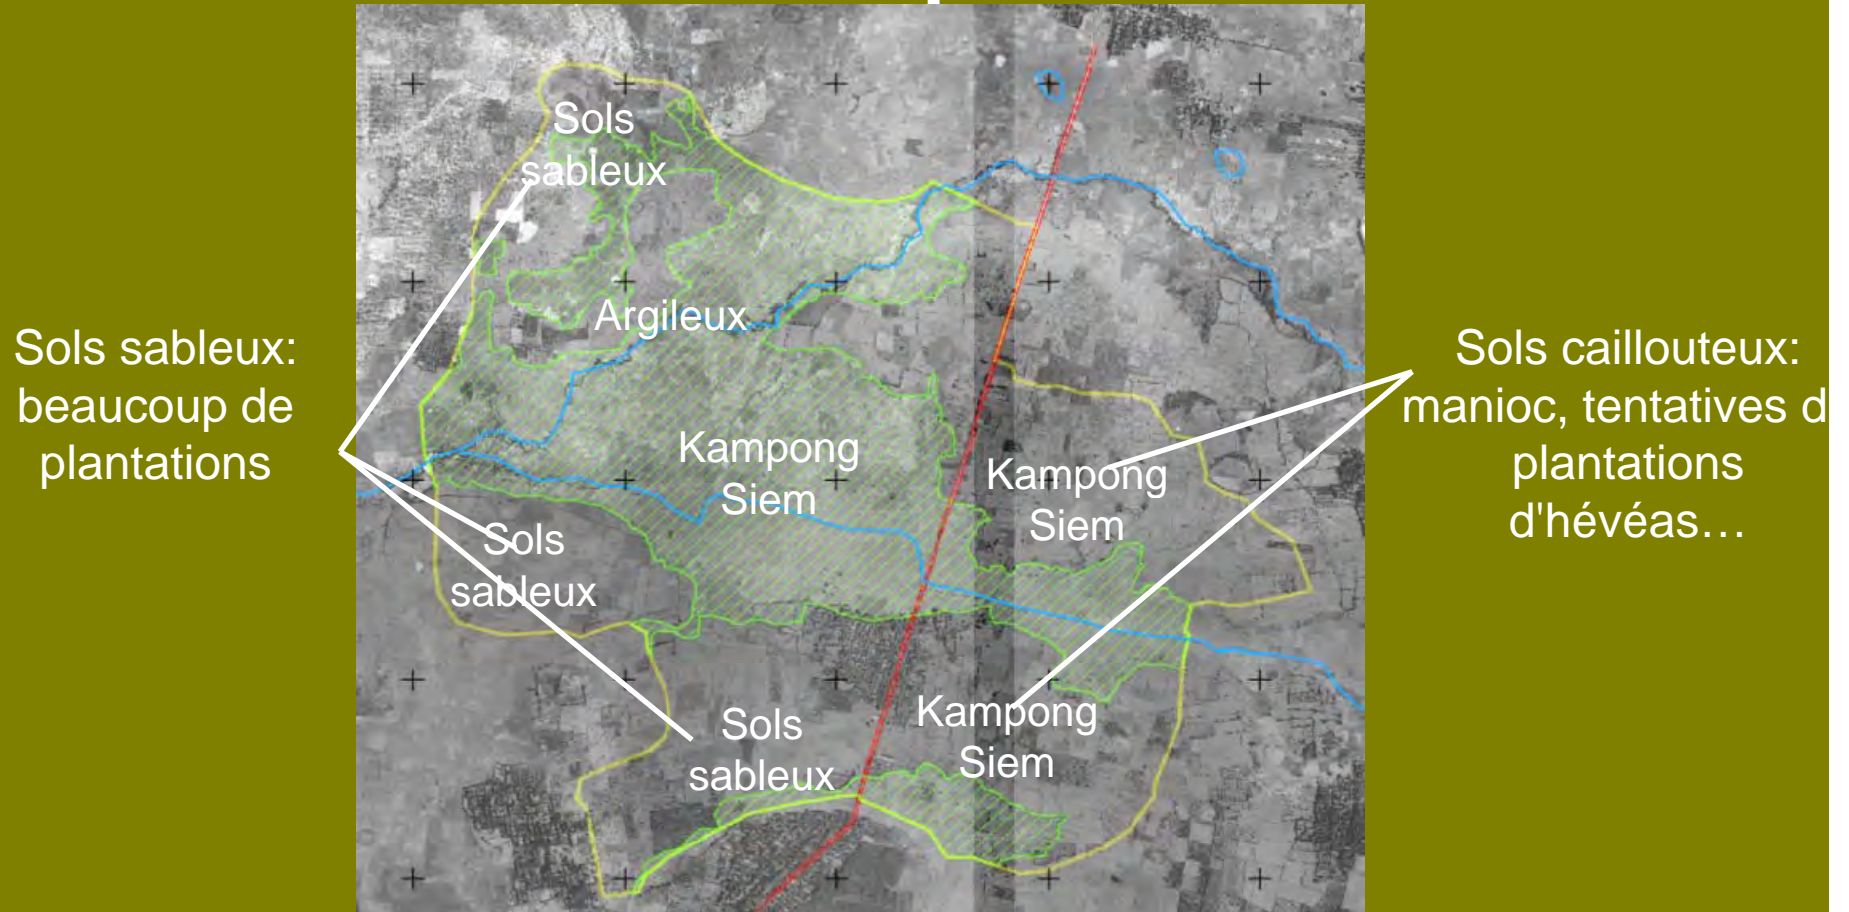 Sols
sableux
Argileux
Sols sableux:
beaucoup de
plantations
Kampong
Siem
Kampong
Siem
Sols cailloteux:
manioc, tentatives d
plantations
d'hévéas…
Sols
sableux
Sols
sableux
Kampong
Siem